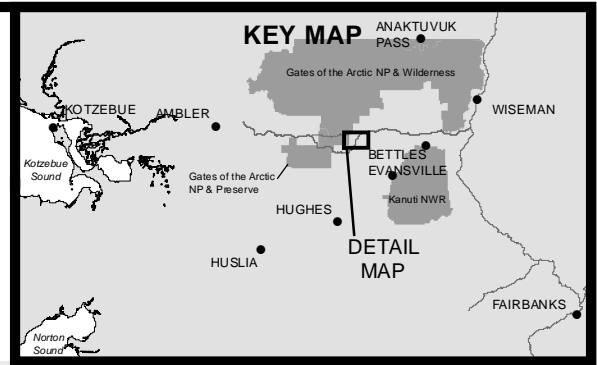 KEY MAP
ANAKTUVUK
PASS
Gates of the Arctic NP & Wilderness
KOTZEBUE
AMBLER
WISEMAN
Kotzebue
Sound
BETTLES
EVANSVILLE
Gates of the Arctic
NP & Preserve
Kanuti NWR
HUGHES
DETAIL
MAP
HUSLIA
FAIRBANKS
Norton
Sound